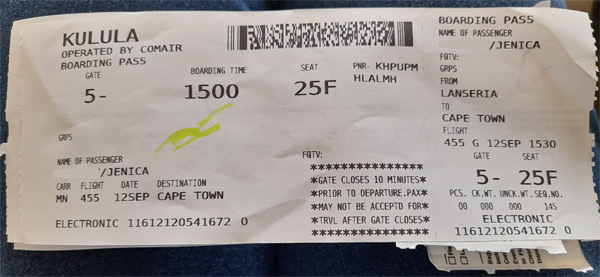 KULULA
OPERATED BY COMAIR
BOARDING PASS
GATE BOARDING TIME SEAT PNR- KHPUPM
5- 1500 25F HLALMH
GRPS
NAME OF PASSENGER
/JENICA
CARR FLIGHT DATE DESTINATION
MN 455 12SEP CAPE TOWN
ELECTRONIC 11612120541672 0
FQTV:
*******************
*GATE CLOSES 10 MINUTES*
*PRIOR TO DEPARTURE.PAX*
*MAY NOT BE ACCEPTD FOR*
*TRVL AFTER GATE CLOSES*
*******************
BOARDING PASS
NAME OF PASSENGER
/JENICA
FQTV:
GRPS
FROM
LANSERIA
TO
CAPE TOWN
FLIGHT
455 G 12SEP 1530
GATE SEAT
5- 25F
PCS. CK.WT. UNCK.WT. SEQ.NO.
00 000 000 145
ELECTRONIC
11612120541672 0